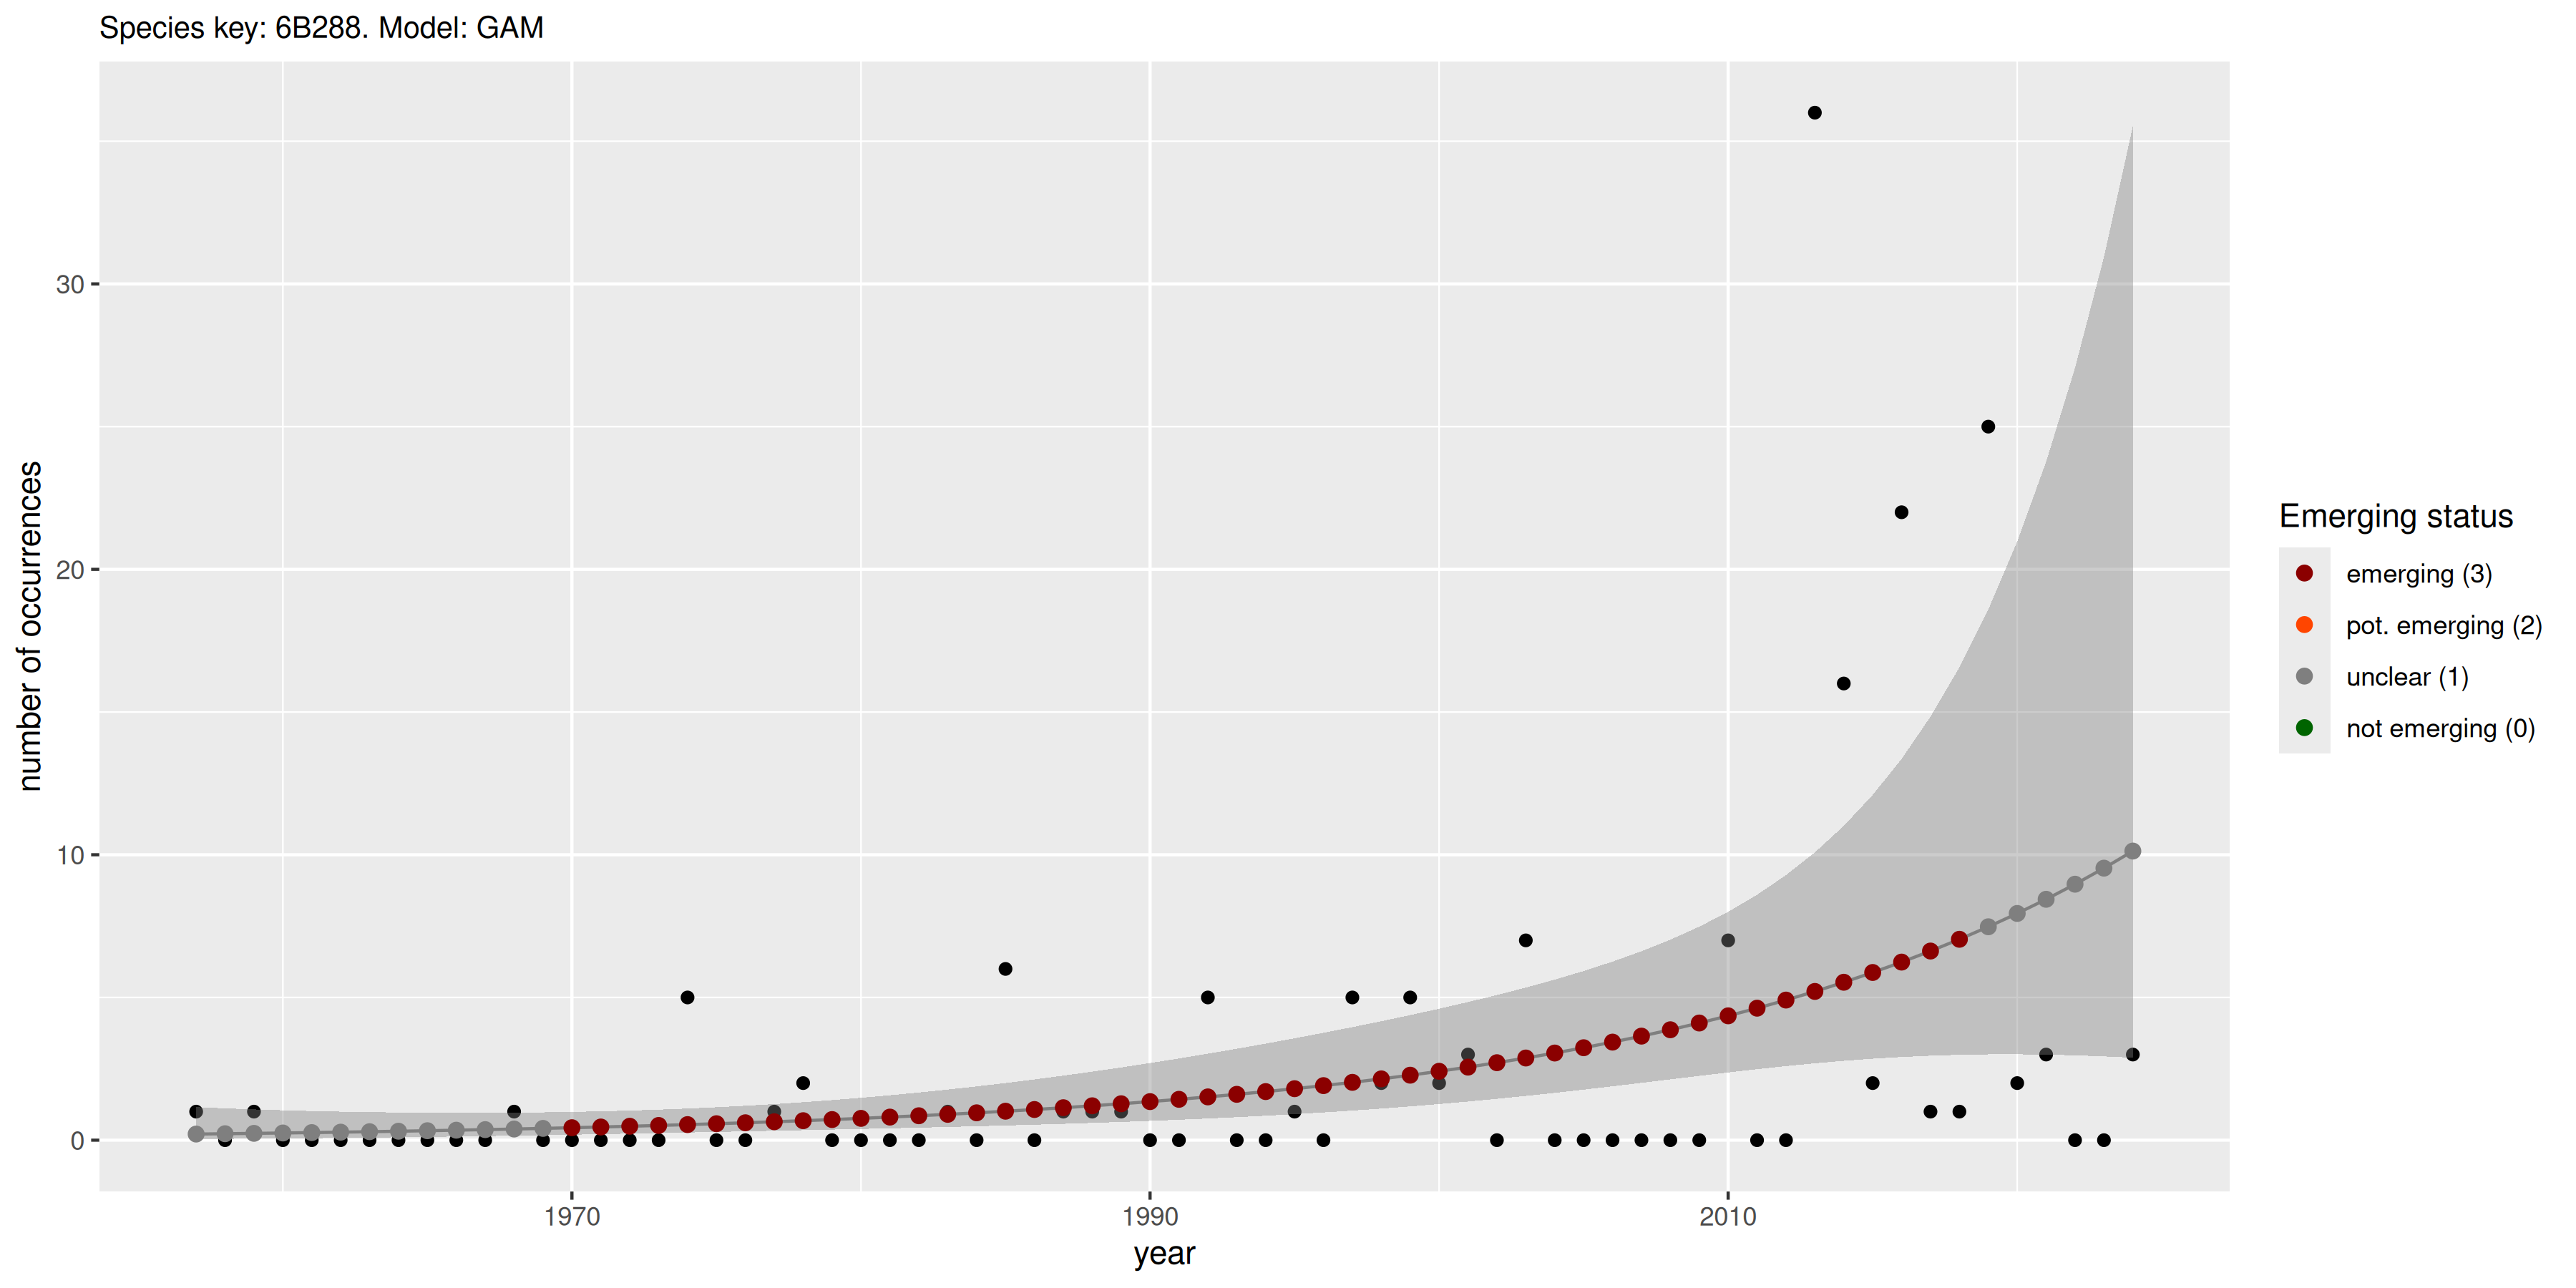 Species key: 6B288. Model: GAM
number of occurrences
30
20
10
0
1970
1990
2010
year
Emerging status
emerging (3)
pot. emerging (2)
unclear (1)
not emerging (0)